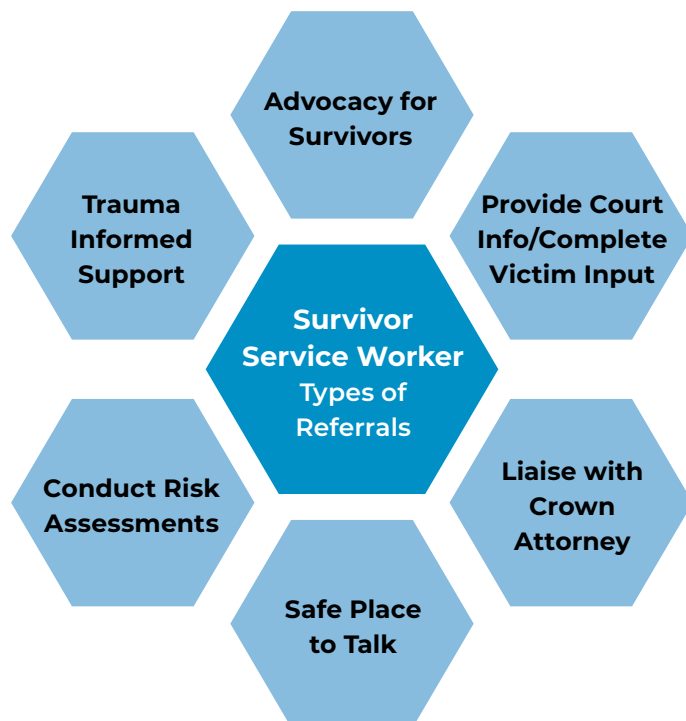 Advocacy for
Survivors
Trauma
Informed
Support
Provide Court
Info/Complete
Victim Input
Survivor
Service Worker
Types of
Referrals
Conduct Risk
Assessments
Liaise with
Crown
Attorney
Safe Place
to Talk